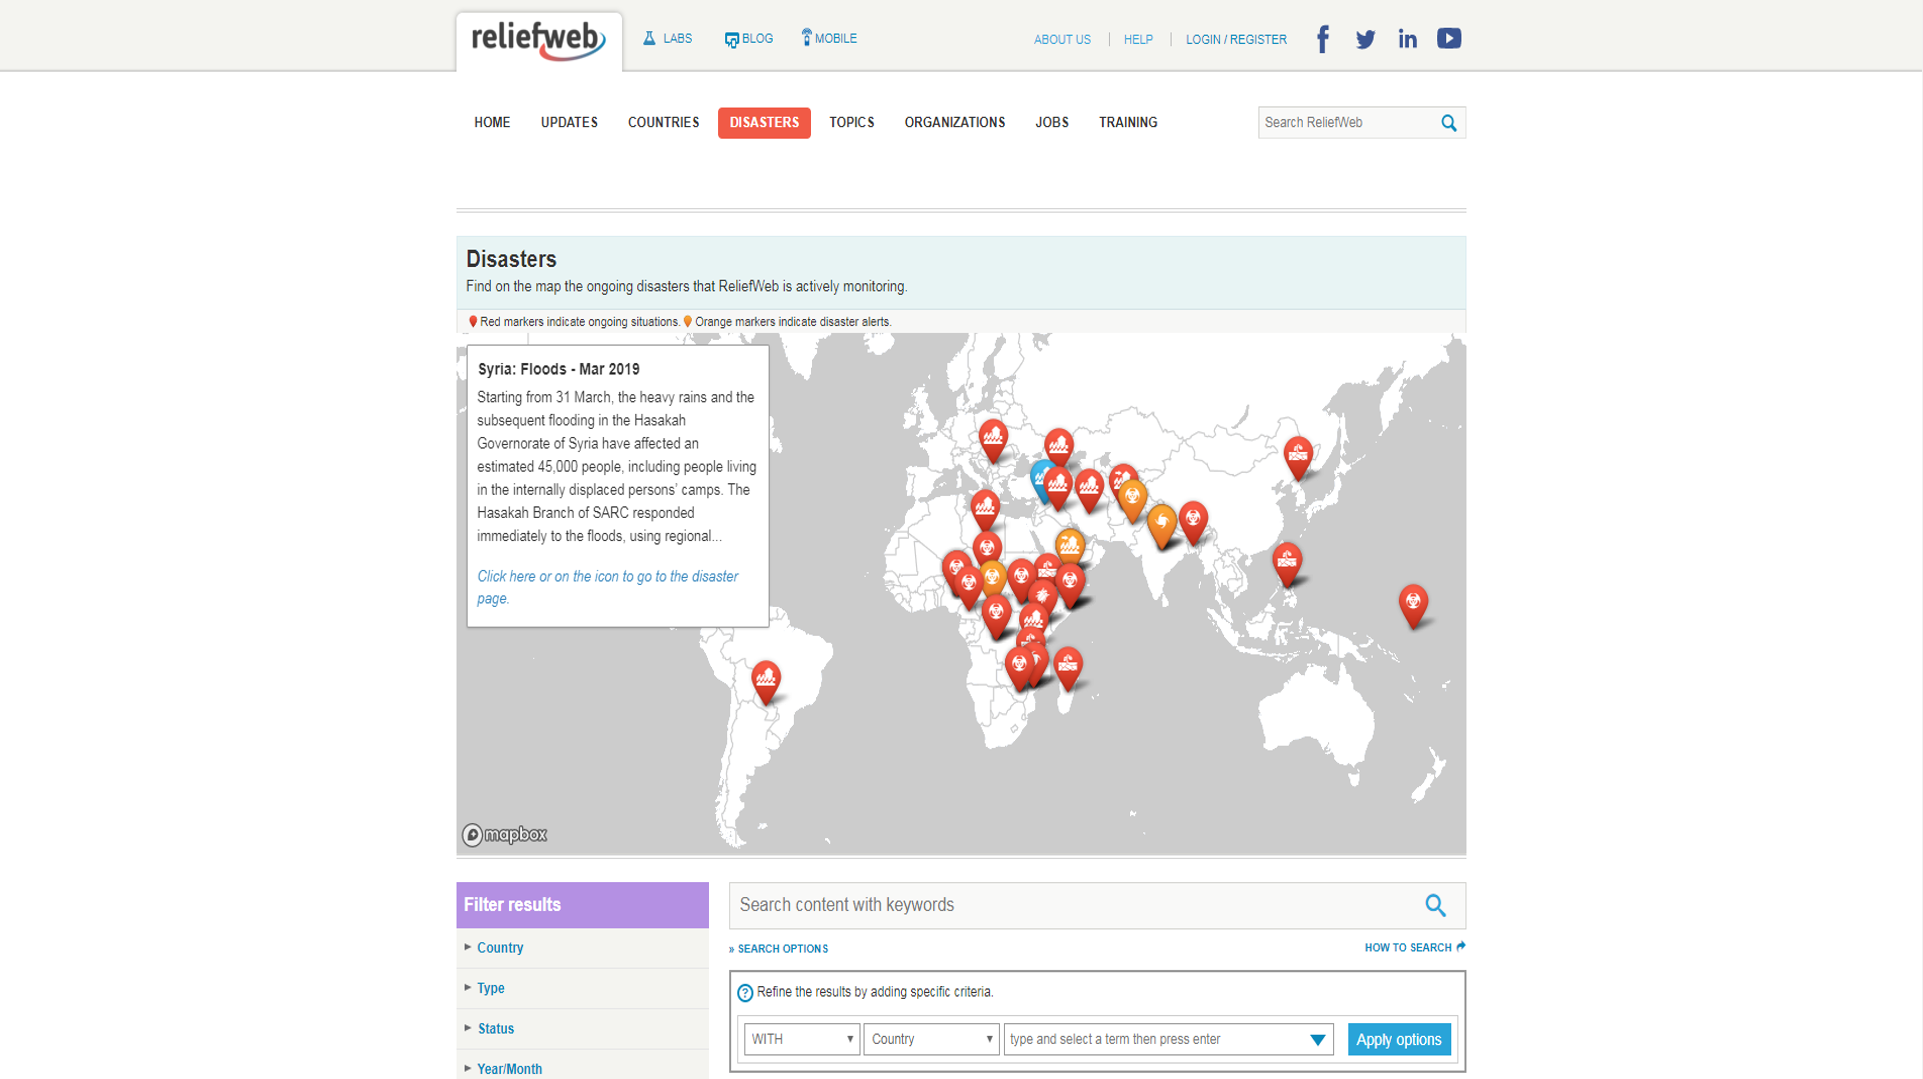 reliefweb
LABS
BLOG
MOBILE
ABOUT US
HELP
LOGIN / REGISTER
HOME
UPDATES
COUNTRIES
DISASTERS
TOPICS
ORGANIZATIONS
JOBS
TRAINING
Search ReliefWeb
Disasters
Find on the map the ongoing disasters that ReliefWeb is actively monitoring.
Red markers indicate ongoing situations. Orange markers indicate disaster alerts.
Syria: Floods - Mar 2019
Starting from 31 March, the heavy rains and the
subsequent flooding in the Hasakah
Governorate of Syria have affected an
estimated 45,000 people, including people living
in the internally displaced persons' camps. The
Hasakah Branch of SARC responded
immediately to the floods, using regional...
Click here or on the icon to go to the disaster
page.
mapbox
Filter results
Country
Type
Status
Year/Month
Search content with keywords
» SEARCH OPTIONS
HOW TO SEARCH
? Refine the results by adding specific criteria.
WITH
Country
type and select a term then press enter
Apply options